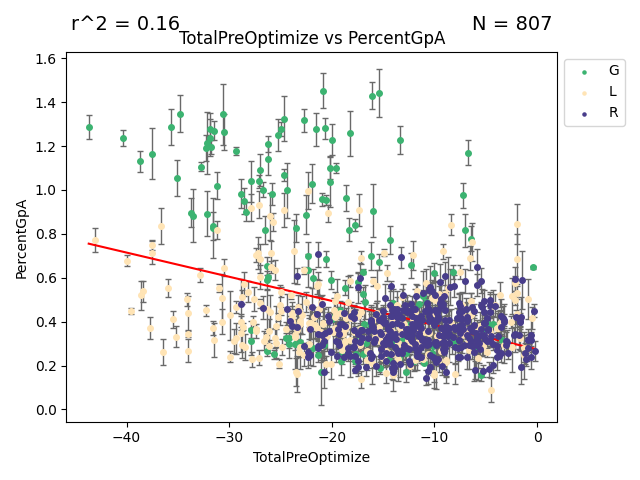 r^2 = 0.16
N = 807
TotalPreOptimize vs PercentGpA
1.6
1.4
1.2
1.0
0.8
0.6
0.4
0.2
0.0
PercentGpA
−40
−30
−20
−10
0
TotalPreOptimize
G
L
R